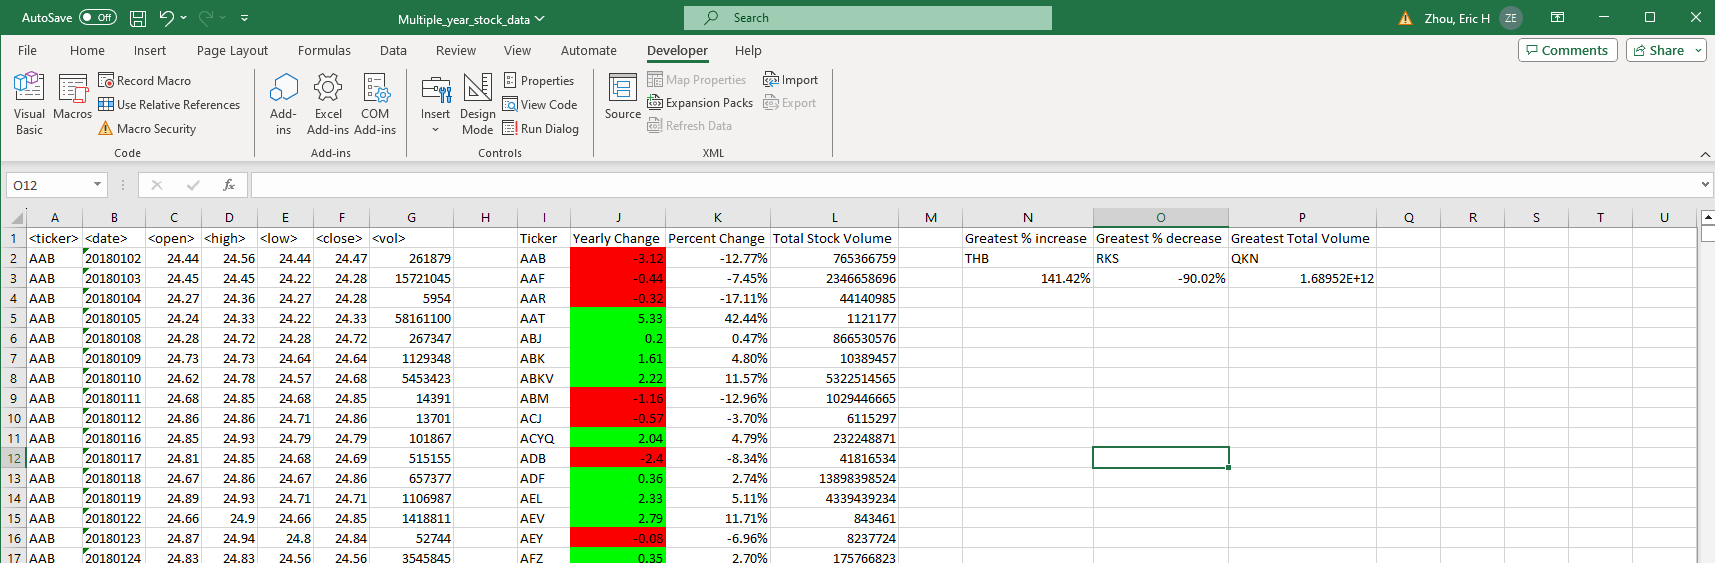 AutoSave Off Multiple_year_stock_data Search Zhou, Eric H ZE
File Home Insert Page Layout Formulas Data Review View Automate Developer Help Comments Share
Visual Basic
Macros
Record Macro
Use Relative References
Macro Security
Code
Add-ins
Excel Add-ins
COM Add-ins
Add-ins
Insert
Design Mode
Properties
View Code
Run Dialog
Controls
Source
Map Properties
Expansion Packs
Refresh Data
Import
Export
XML
O12 fx
A B C D E F G H I J K L M N O P Q R S T U
1 <ticker> <date> <open> <high> <low> <close> <vol> Ticker Yearly Change Percent Change Total Stock Volume Greatest % increase Greatest % decrease Greatest Total Volume
2 AAB 20180102 24.44 24.56 24.44 24.47 261879 AAB -3.12 -12.77% 765366759 THB RKS QKN
3 AAB 20180103 24.45 24.45 24.22 24.28 15721045 AAF -0.44 -7.45% 2346658696 141.42% -90.02% 1.68952E+12
4 AAB 20180104 24.27 24.36 24.27 24.28 5954 AAR -0.32 -17.11% 44140985
5 AAB 20180105 24.24 24.33 24.22 24.33 58161100 AAT 5.33 42.44% 1121177
6 AAB 20180108 24.28 24.72 24.28 24.72 267347 ABJ 0.2 0.47% 866530576
7 AAB 20180109 24.73 24.73 24.64 24.64 1129348 ABK 1.61 4.80% 10389457
8 AAB 20180110 24.62 24.78 24.57 24.68 5453423 ABKV 2.22 11.57% 5322514565
9 AAB 20180111 24.68 24.85 24.68 24.85 14391 ABM -1.16 -12.96% 1029446665
10 AAB 20180112 24.86 24.86 24.71 24.86 13701 ACJ -0.57 -3.70% 6115297
11 AAB 20180116 24.85 24.93 24.79 24.79 101867 ACYQ 2.04 4.79% 232248871
12 AAB 20180117 24.81 24.85 24.68 24.69 515155 ADB -2.4 -8.34% 41816534
13 AAB 20180118 24.67 24.86 24.67 24.86 657377 ADF 0.36 2.74% 13898398524
14 AAB 20180119 24.89 24.93 24.71 24.71 1106987 AEL 2.33 5.11% 4339439234
15 AAB 20180122 24.66 24.9 24.66 24.85 1418811 AEV 2.79 11.71% 843461
16 AAB 20180123 24.87 24.94 24.8 24.84 52744 AEY -0.08 -6.96% 8237724
17 AAB 20180124 24.83 24.83 24.56 24.56 3545845 AFZ 0.35 2.70% 175766823